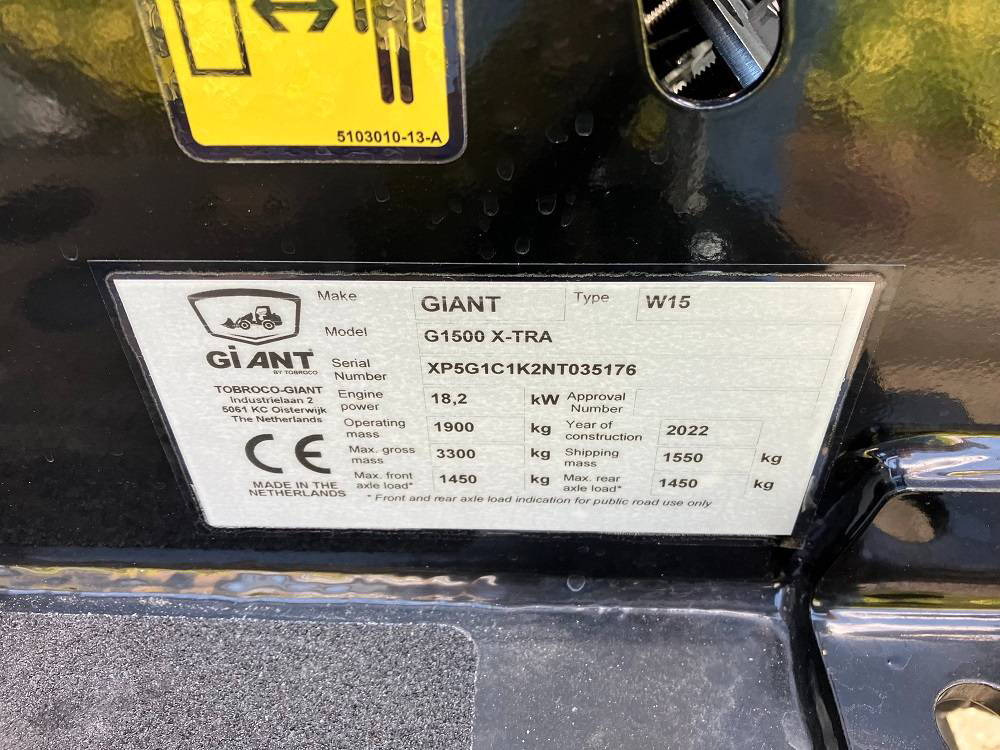 5103010-13-A
Make GiANT Type W15
Model G1500 X-TRA
GiANT
BY TOBROCO
Serial Number XP5G1C1K2NT035176
TOBROCO-GIANT
Industrielaan 2
5061 KC Oisterwijk
The Netherlands
Engine power 18,2 kW Approval Number
Operating mass 1900 kg Year of construction 2022
CE
Max. gross mass 3300 kg Shipping mass 1550 kg
Max. front axle load* 1450 kg Max. rear axle load* 1450 kg
MADE IN THE
NETHERLANDS
* Front and rear axle load indication for public road use only